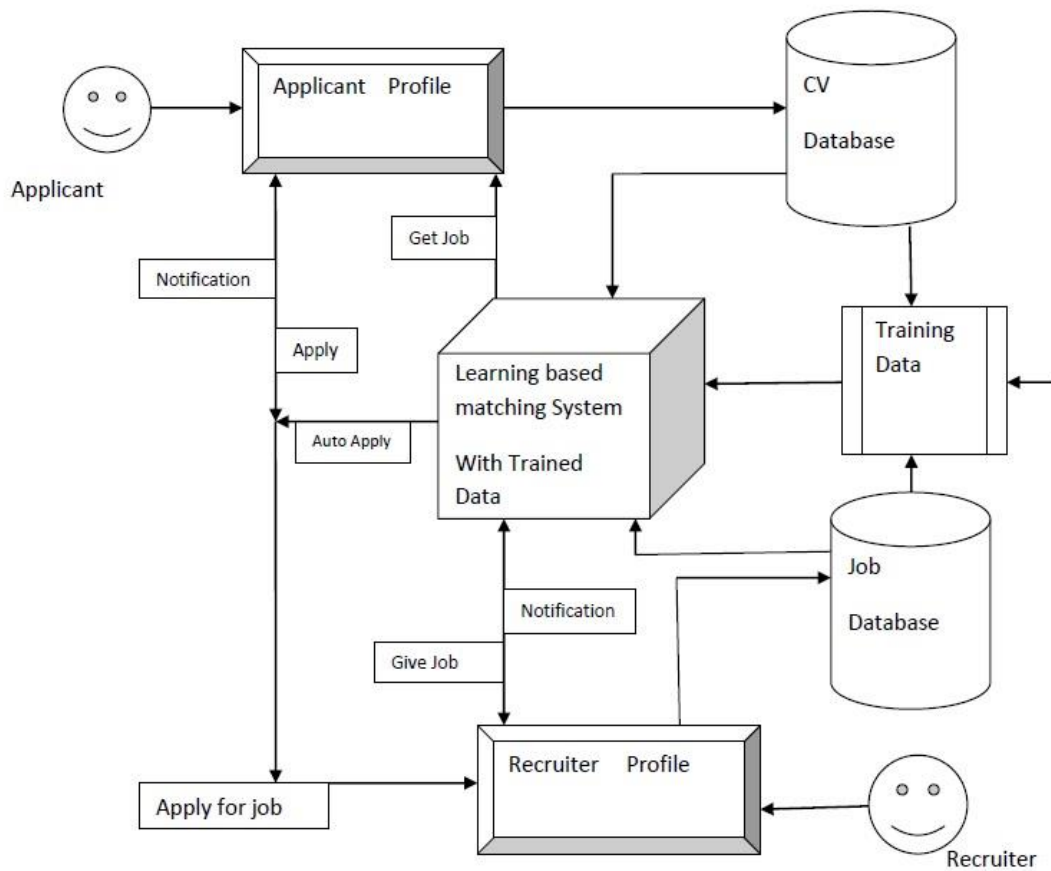 Applicant Profile
CV
Database
Applicant
Get Job
Notification
Training
Data
Apply
Learning based
matching System
Auto Apply
With Trained
Data
Job
Database
Notification
Give Job
Recruiter Profile
Apply for job
Recruiter